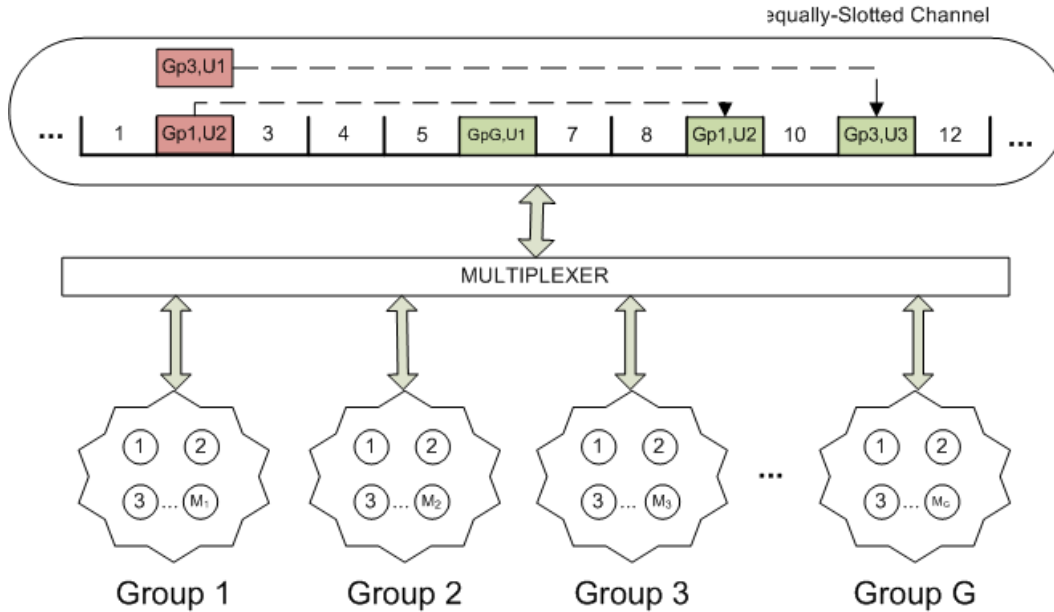 equally-Slotted Channel
Gp3,U1
... 1 Gp1,U2 3 4 5 GpG,U1 7 8 Gp1,U2 10 Gp3,U3 12 ...
MULTIPLEXER
1 2 1 2 1 2 1 2
3 ... M₁ 3 ... M₂ 3 ... M₃ ... 3 ... M_G
Group 1 Group 2 Group 3 Group G